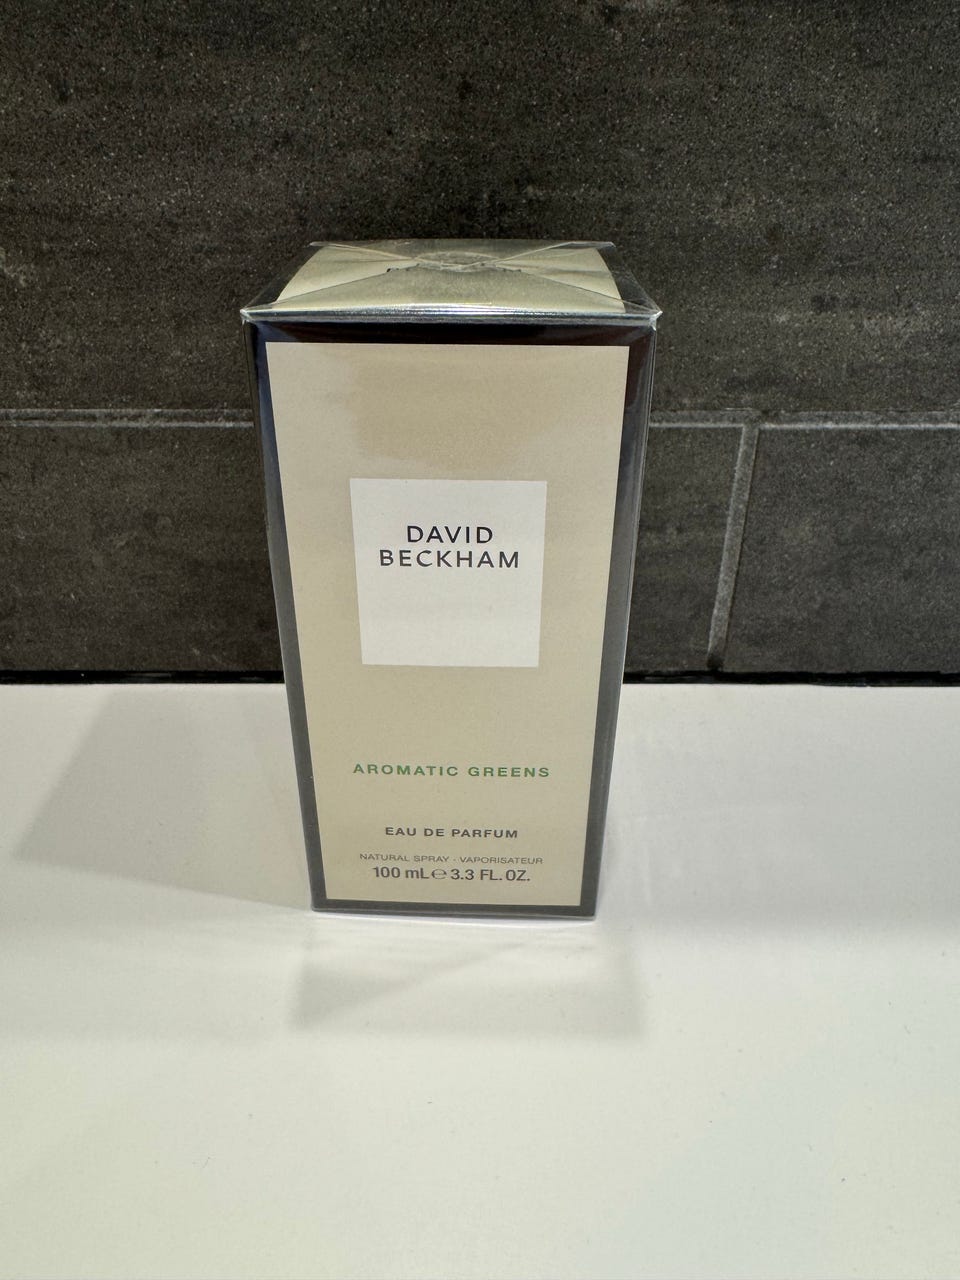 DAVID
BECKHAM
AROMATIC GREENS
EAU DE PARFUM
NATURAL SPRAY · VAPORISATEUR
100 mL ℮ 3.3 FL. OZ.